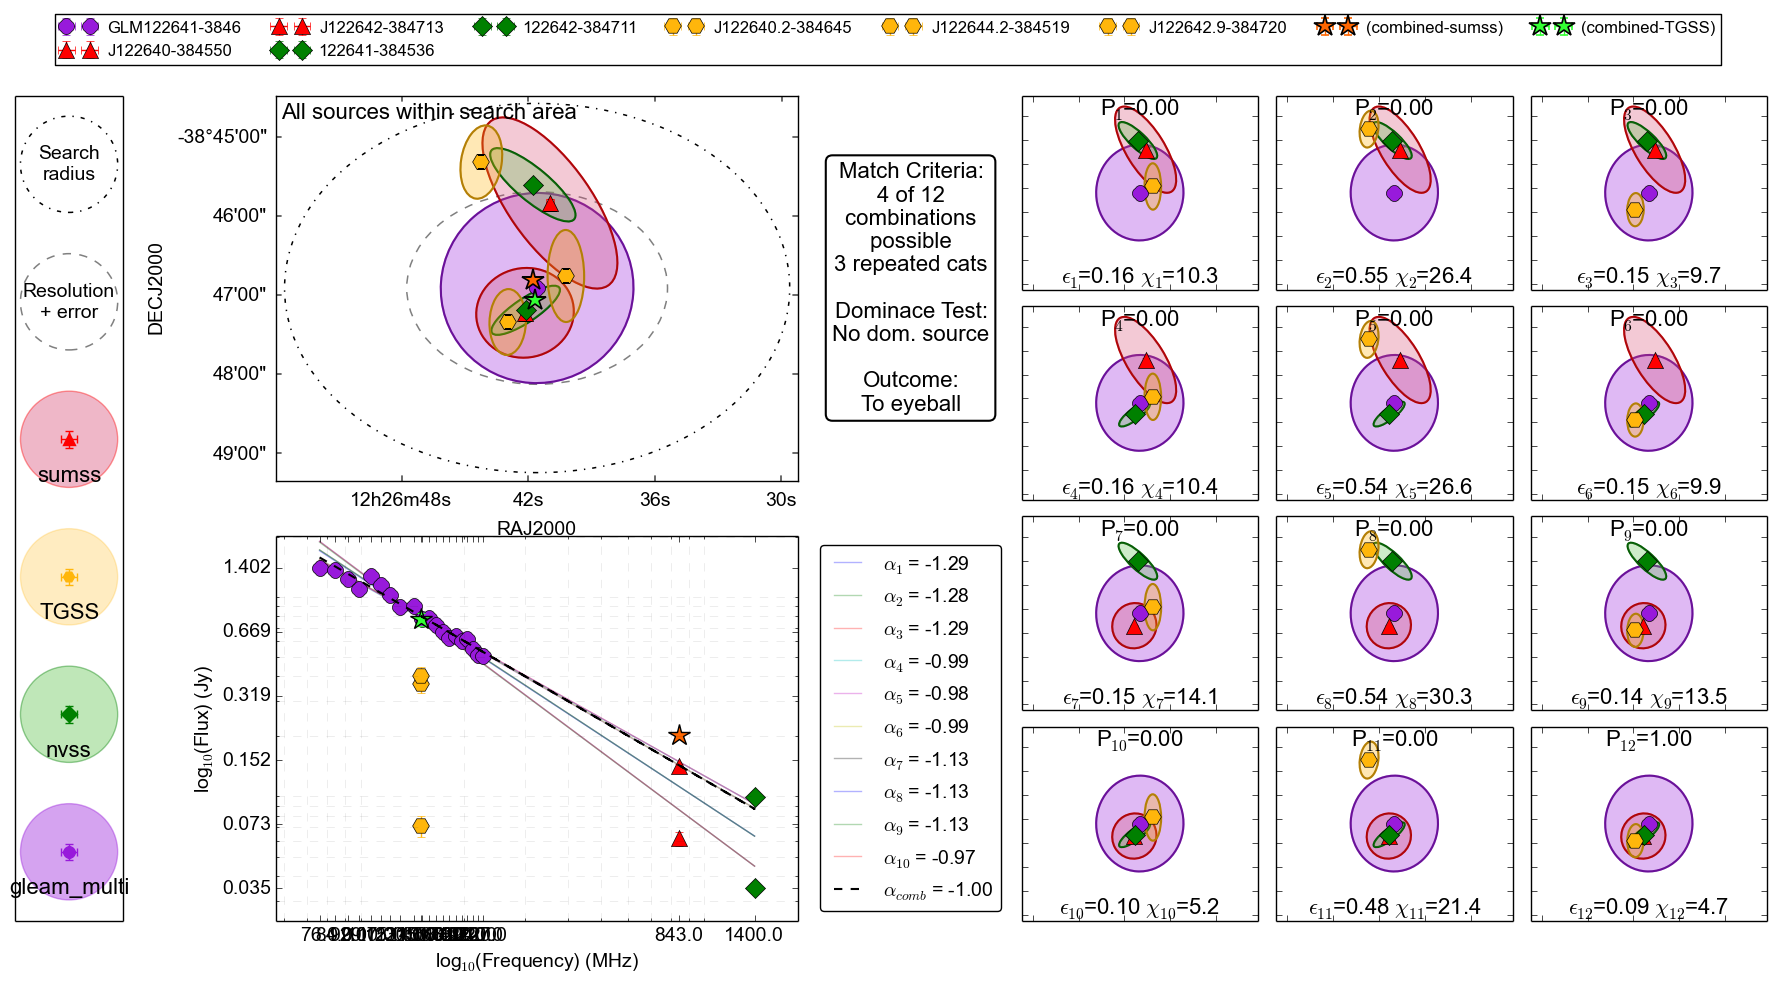 GLM122641-3846
J122642-384713
122642-384711
J122640.2-384645
J122644.2-384519
J122642.9-384720
(combined-sumss)
(combined-TGSS)
J122640-384550
122641-384536
Search
radius
Resolution
+ error
sumss
TGSS
nvss
gleam_multi
All sources within search area
DECJ2000
-38°45'00"
46'00"
47'00"
48'00"
49'00"
12h26m48s
42s
36s
30s
RAJ2000
Match Criteria:
4 of 12
combinations
possible
3 repeated cats
Dominace Test:
No dom. source
Outcome:
To eyeball
log10(Flux) (Jy)
1.402
0.669
0.319
0.152
0.073
0.035
843.0
1400.0
log10(Frequency) (MHz)
α1 = -1.29
α2 = -1.28
α3 = -1.29
α4 = -0.99
α5 = -0.98
α6 = -0.99
α7 = -1.13
α8 = -1.13
α9 = -1.13
α10 = -0.97
αcomb = -1.00
P1=0.00
ϵ1=0.16 χ1=10.3
P2=0.00
ϵ2=0.55 χ2=26.4
P3=0.00
ϵ3=0.15 χ3=9.7
P4=0.00
ϵ4=0.16 χ4=10.4
P5=0.00
ϵ5=0.54 χ5=26.6
P6=0.00
ϵ6=0.15 χ6=9.9
P7=0.00
ϵ7=0.15 χ7=14.1
P8=0.00
ϵ8=0.54 χ8=30.3
P9=0.00
ϵ9=0.14 χ9=13.5
P10=0.00
ϵ10=0.10 χ10=5.2
P11=0.00
ϵ11=0.48 χ11=21.4
P12=1.00
ϵ12=0.09 χ12=4.7